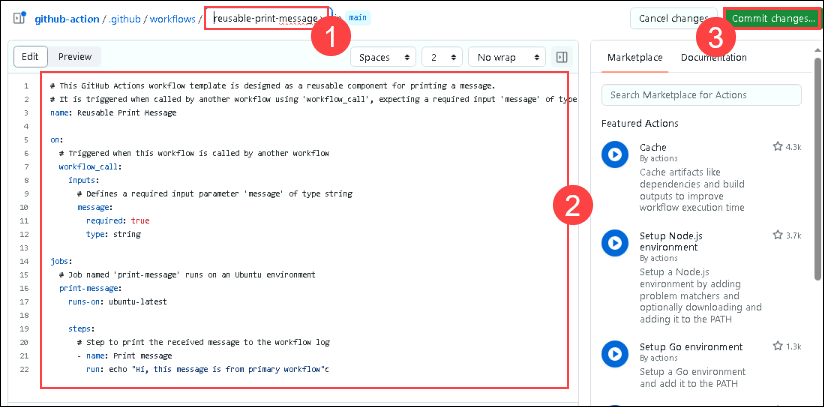 github-action / .github / workflows / reusable-print-message main
Cancel changes
Commit changes...
1
3
Edit Preview
Spaces 2 No wrap
Marketplace Documentation
1 # This GitHub Actions workflow template is designed as a reusable component for printing a message.
2 # It is triggered when called by another workflow using 'workflow_call', expecting a required input 'message' of type
3 name: Reusable Print Message
4
5 on:
6 # Triggered when this workflow is called by another workflow
7 workflow_call:
8 inputs:
9 # Defines a required input parameter 'message' of type string
10 message:
11 required: true
12 type: string
13
14 jobs:
15 # Job named 'print-message' runs on an Ubuntu environment
16 print-message:
17 runs-on: ubuntu-latest
18
19 steps:
20 # Step to print the received message to the workflow log
21 - name: Print message
22 run: echo "Hi, this message is from primary workflow"c
2
Search Marketplace for Actions
Featured Actions
Cache 4.3k
By actions
Cache artifacts like
dependencies and build
outputs to improve
workflow execution time
Setup Node.js 3.7k
environment
By actions
Setup a Node.js
environment by adding
problem matchers and
optionally downloading and
adding it to the PATH
Setup Go environment 1.3k
By actions
Setup a Go environment
and add it to the PATH